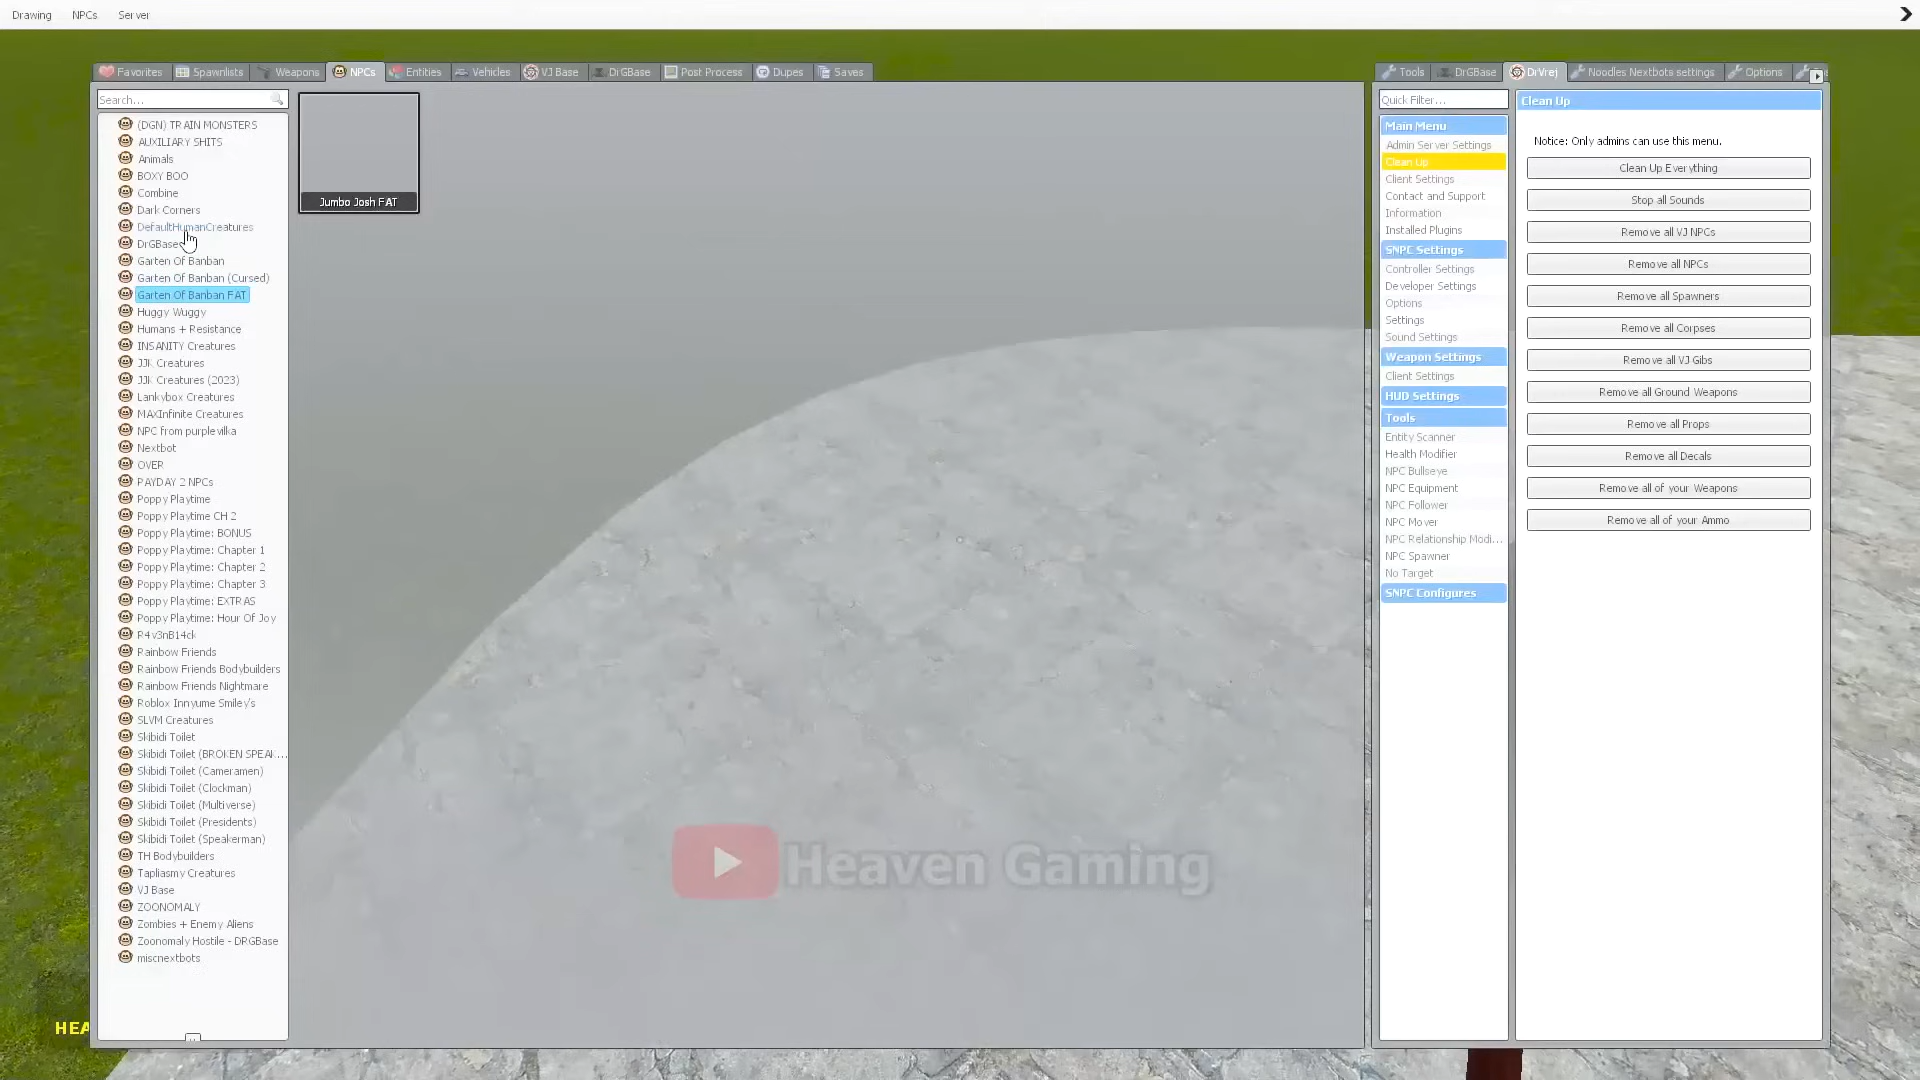 Drawing NPCs Server
Favorites Spawnlists Weapons NPCs Entities Vehicles VJ Base DrGBase Post Process Dupes Saves
Search...
(DGN) TRAIN MONSTERS
AUXILIARY SHITS
Animals
BOXY BOO
Combine
Dark Corners
DefaultHumanCreatures
DrGBase
Garten Of Banban
Garten Of Banban (Cursed)
Garten Of Banban FAT
Huggy Wuggy
Humans + Resistance
INSANITY Creatures
JJK Creatures
JJK Creatures (2023)
Lankybox Creatures
MAXInfinite Creatures
NPC from purplevilka
Nextbot
OVER
PAYDAY 2 NPCs
Poppy Playtime
Poppy Playtime CH 2
Poppy Playtime: BONUS
Poppy Playtime: Chapter 1
Poppy Playtime: Chapter 2
Poppy Playtime: Chapter 3
Poppy Playtime: EXTRAS
Poppy Playtime: Hour Of Joy
R4v3nB14ck
Rainbow Friends
Rainbow Friends Bodybuilders
Rainbow Friends Nightmare
Roblox Innyume Smiley's
SLVM Creatures
Skibidi Toilet
Skibidi Toilet (BROKEN SPEAK...
Skibidi Toilet (Cameramen)
Skibidi Toilet (Clockman)
Skibidi Toilet (Multiverse)
Skibidi Toilet (Presidents)
Skibidi Toilet (Speakerman)
TH Bodybuilders
Tapliasmy Creatures
VJ Base
ZOONOMALY
Zombies + Enemy Aliens
Zoonomaly Hostile - DRGBase
miscnextbots
Jumbo Josh FAT
Heaven Gaming
HEA
Tools DrGBase DrVrej Noodles Nextbots settings Options
Quick Filter...
Main Menu
Admin Server Settings
Clean Up
Client Settings
Contact and Support
Information
Installed Plugins
SNPC Settings
Controller Settings
Developer Settings
Options
Settings
Sound Settings
Weapon Settings
Client Settings
HUD Settings
Tools
Entity Scanner
Health Modifier
NPC Bullseye
NPC Equipment
NPC Follower
NPC Mover
NPC Relationship Modi...
NPC Spawner
No Target
SNPC Configures
Clean Up
Notice: Only admins can use this menu.
Clean Up Everything
Stop all Sounds
Remove all VJ NPCs
Remove all NPCs
Remove all Spawners
Remove all Corpses
Remove all VJ Gibs
Remove all Ground Weapons
Remove all Props
Remove all Decals
Remove all of your Weapons
Remove all of your Ammo